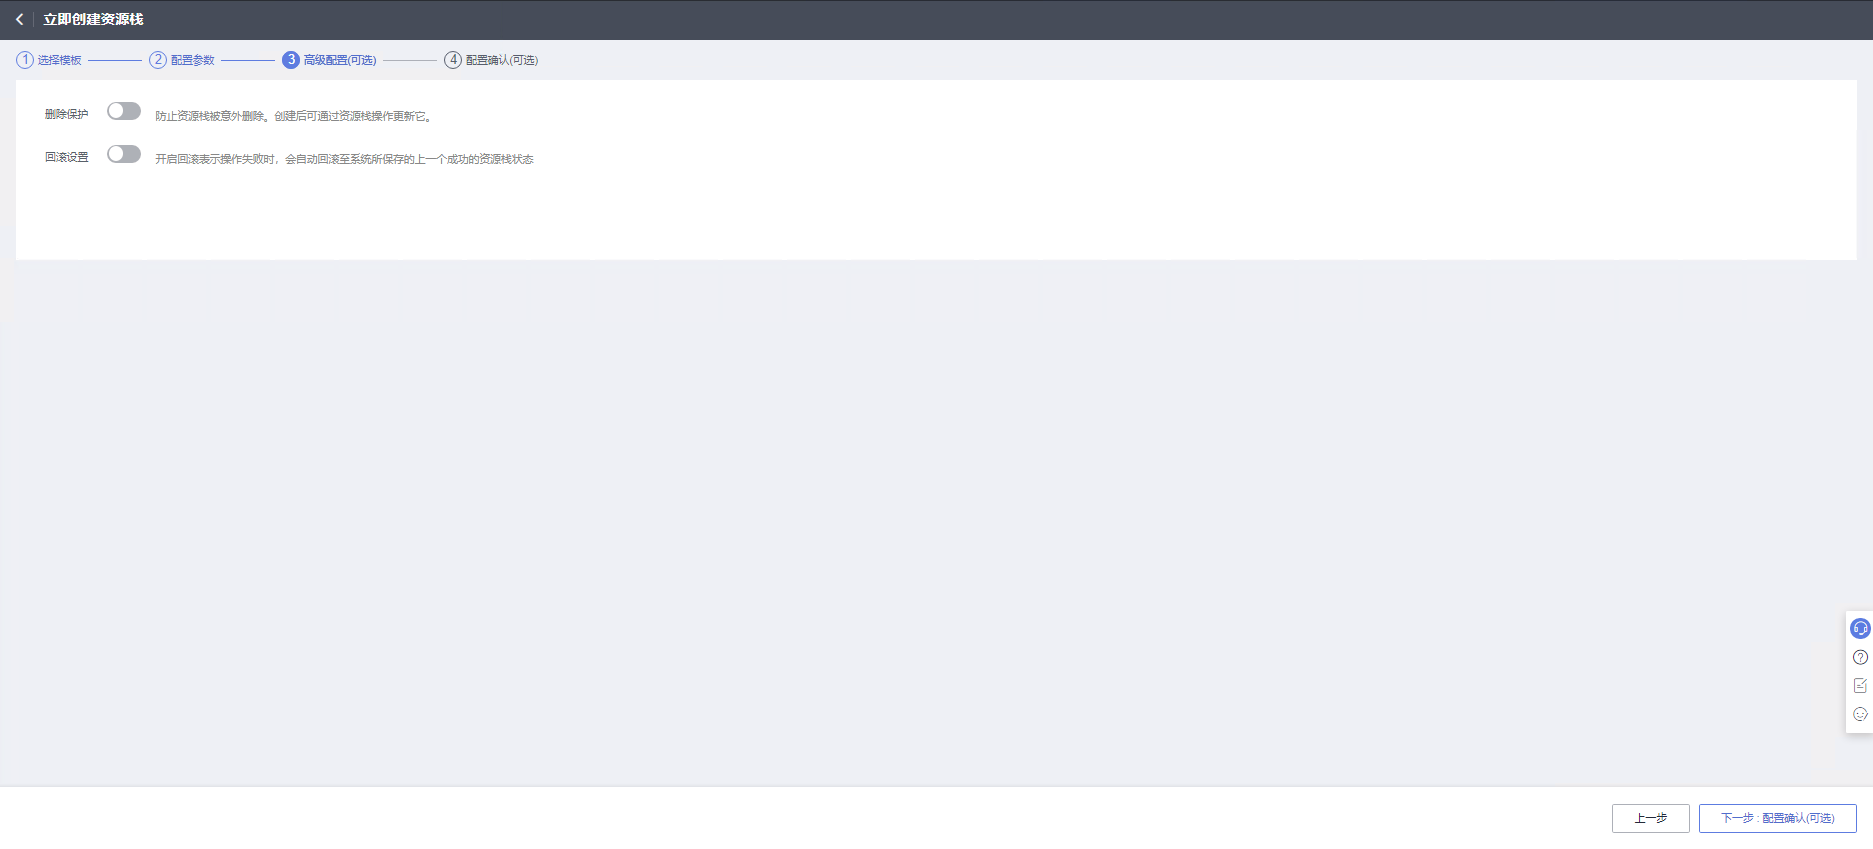 立即创建资源栈
1 选择模板 2 配置参数 3 高级配置(可选) 4 配置确认(可选)
删除保护 防止资源栈被意外删除。创建后可通过资源栈操作更新它。
回滚设置 开启回滚表示操作失败时，会自动回滚至系统所保存的上一个成功的资源栈状态
上一步 下一步 : 配置确认(可选)